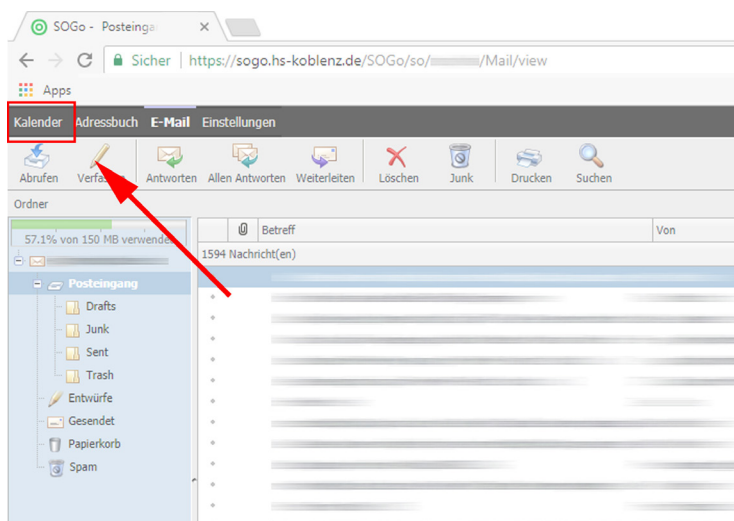 SOGo - Posteinga
Sicher https://sogo.hs-koblenz.de/SOGo/so/ /Mail/view
Apps
Kalender Adressbuch E-Mail Einstellungen
Abrufen Verfassen Antworten Allen Antworten Weiterleiten Löschen Junk Drucken Suchen
Ordner
Betreff Von
57.1% von 150 MB verwendet
1594 Nachricht(en)
Posteingang
Drafts
Junk
Sent
Trash
Entwürfe
Gesendet
Papierkorb
Spam